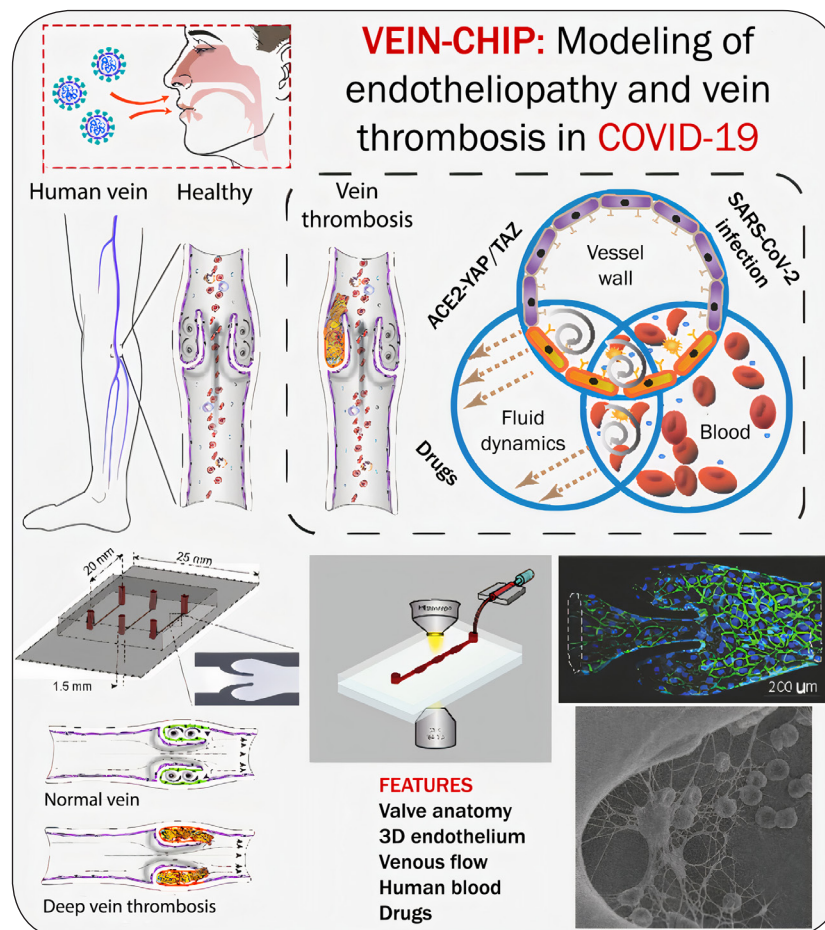 VEIN-CHIP: Modeling of
endotheliopathy and vein
thrombosis in COVID-19
Human vein
Healthy
Vein
thrombosis
ACE2-YAP/TAZ
SARS-CoV-2
infection
Vessel
wall
Fluid
dynamics
Blood
Drugs
20 mm
25 mm
1.5 mm
200 um
Normal vein
Deep vein thrombosis
FEATURES
Valve anatomy
3D endothelium
Venous flow
Human blood
Drugs